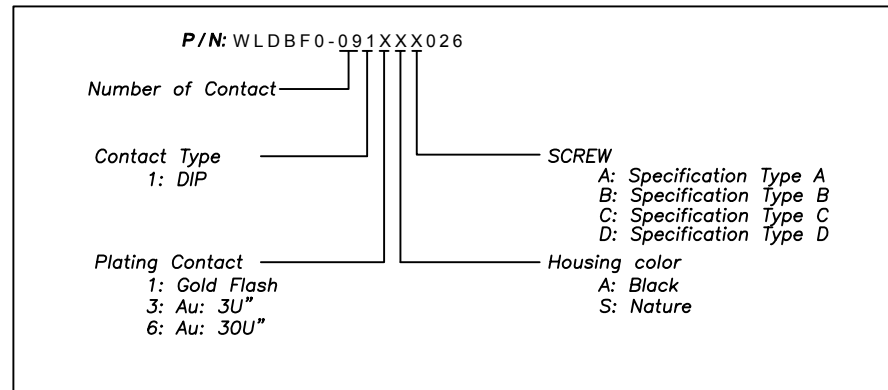 P/N: WLDBF0-091XXX026
Number of Contact
Contact Type
1: DIP
Plating Contact
1: Gold Flash
3: Au: 3U"
6: Au: 30U"
SCREW
A: Specification Type A
B: Specification Type B
C: Specification Type C
D: Specification Type D
Housing color
A: Black
S: Nature